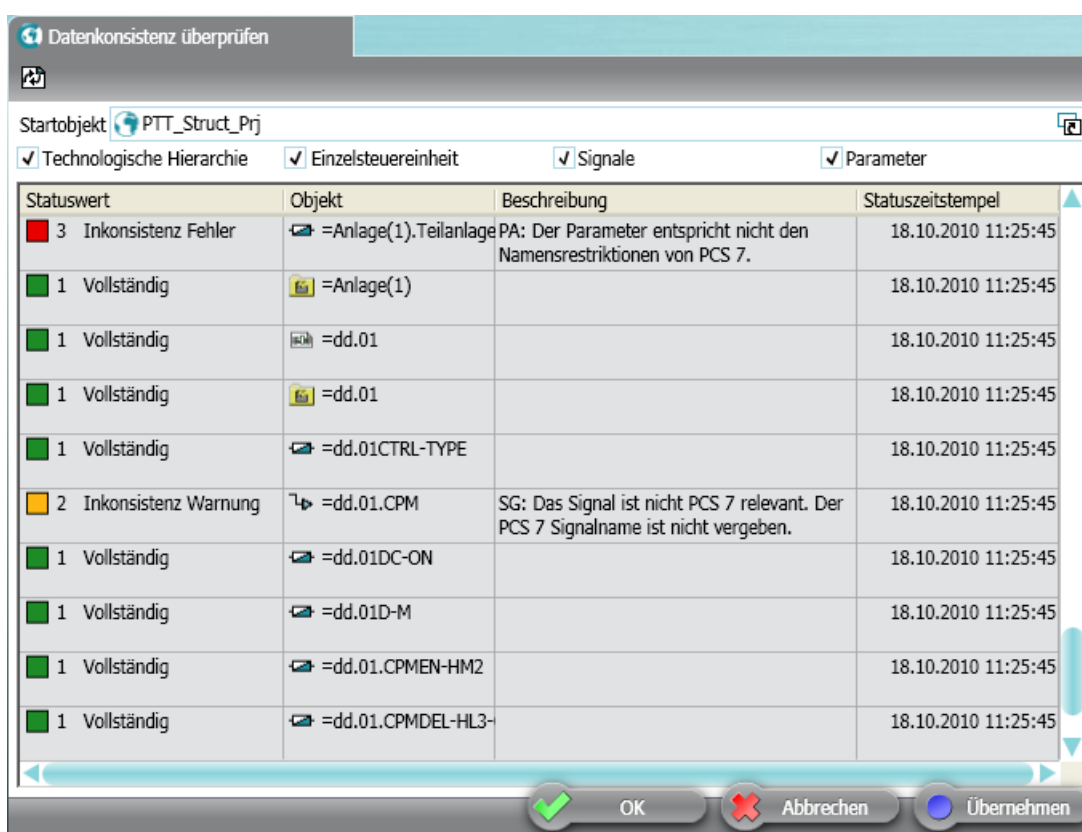 Datenkonsistenz überprüfen
Startobjekt PTT_Struct_Prj
Technologische Hierarchie Einzelsteuereinheit Signale Parameter
Statuswert Objekt Beschreibung Statuszeitstempel
3 Inkonsistenz Fehler =Anlage(1).Teilanlage PA: Der Parameter entspricht nicht den 18.10.2010 11:25:45
Namensrestriktionen von PCS 7.
1 Vollständig =Anlage(1) 18.10.2010 11:25:45
1 Vollständig =dd.01 18.10.2010 11:25:45
1 Vollständig =dd.01 18.10.2010 11:25:45
1 Vollständig =dd.01CTRL-TYPE 18.10.2010 11:25:45
2 Inkonsistenz Warnung =dd.01.CPM SG: Das Signal ist nicht PCS 7 relevant. Der 18.10.2010 11:25:45
PCS 7 Signalname ist nicht vergeben.
1 Vollständig =dd.01DC-ON 18.10.2010 11:25:45
1 Vollständig =dd.01D-M 18.10.2010 11:25:45
1 Vollständig =dd.01.CPMEN-HM2 18.10.2010 11:25:45
1 Vollständig =dd.01.CPMDEL-HL3- 18.10.2010 11:25:45
OK Abbrechen Übernehmen